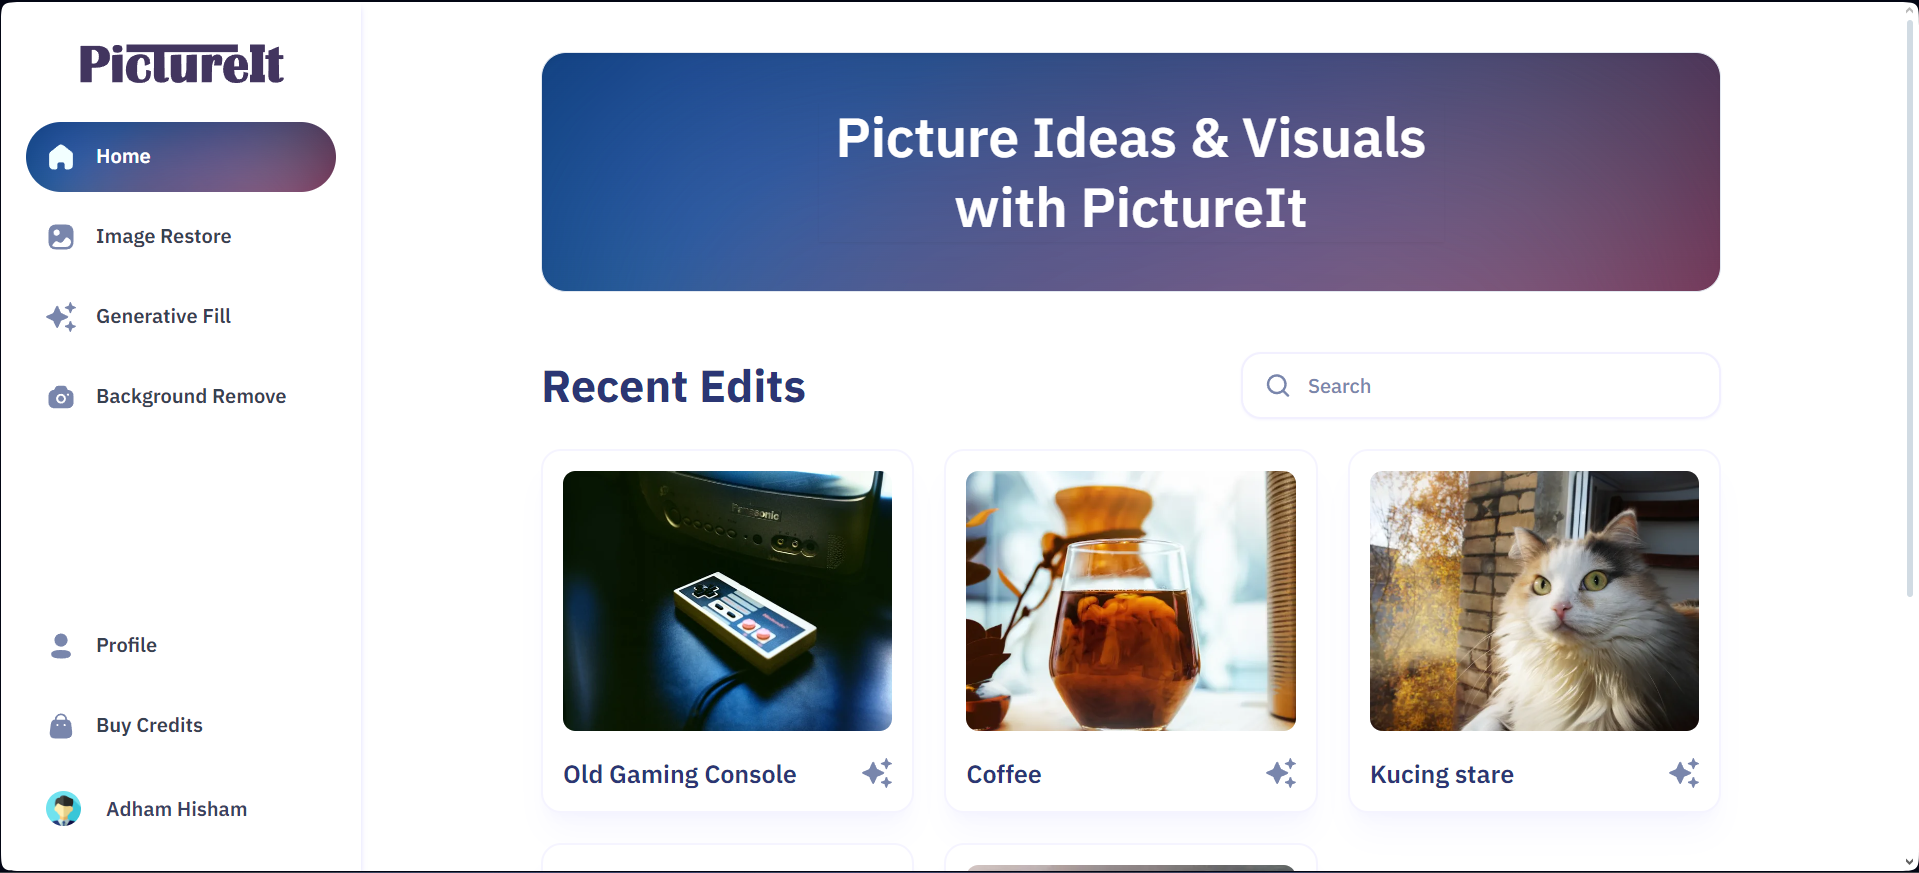 PictureIt
Home
Image Restore
Generative Fill
Background Remove
Profile
Buy Credits
Adham Hisham
Picture Ideas & Visuals
with PictureIt
Recent Edits
Search
Panasonic
Nintendo
Old Gaming Console
Coffee
Kucing stare